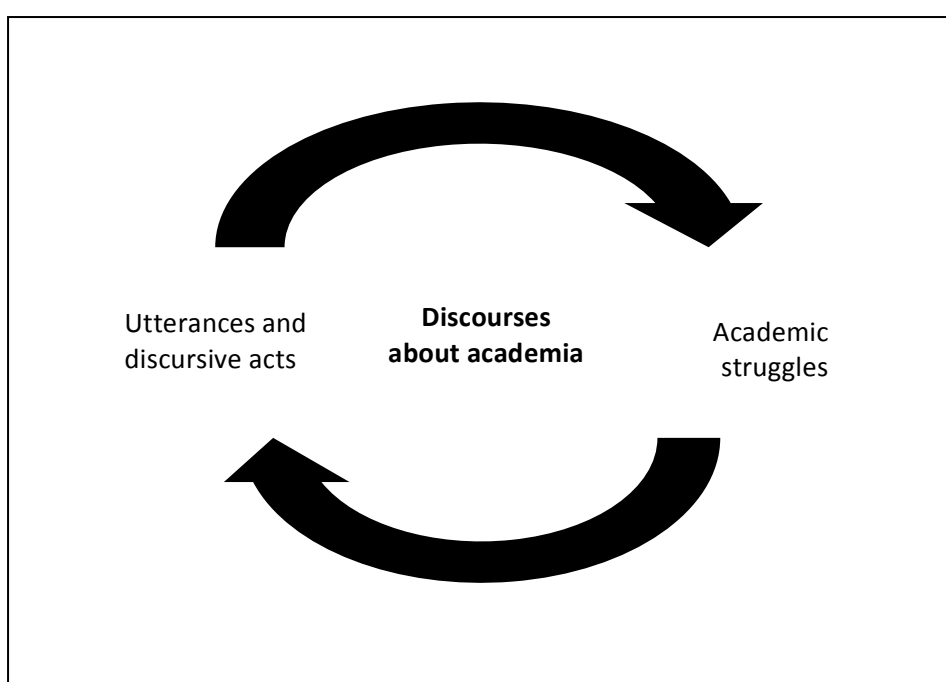 Utterances and
discursive acts
Discourses
about academia
Academic
struggles